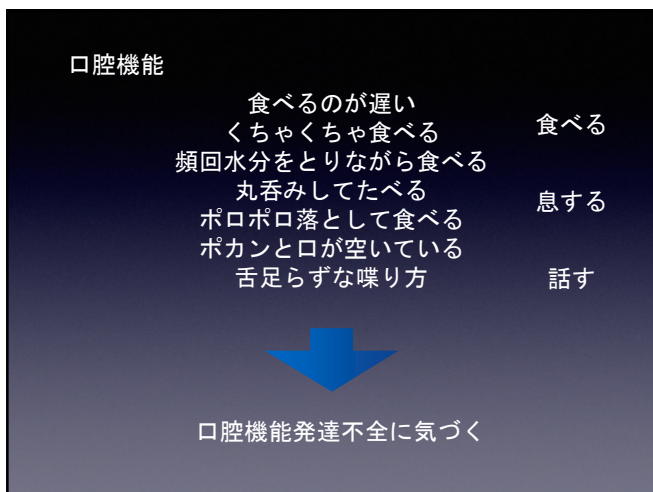 口腔機能
食べるのが遅い
くちゃくちゃ食べる
食べる
頻回水分をとりながら食べる
丸呑みしてたべる
息する
ポロポロ落として食べる
ポカンと口が空いている
舌足らずな喋り方
話す
口腔機能発達不全に気づく